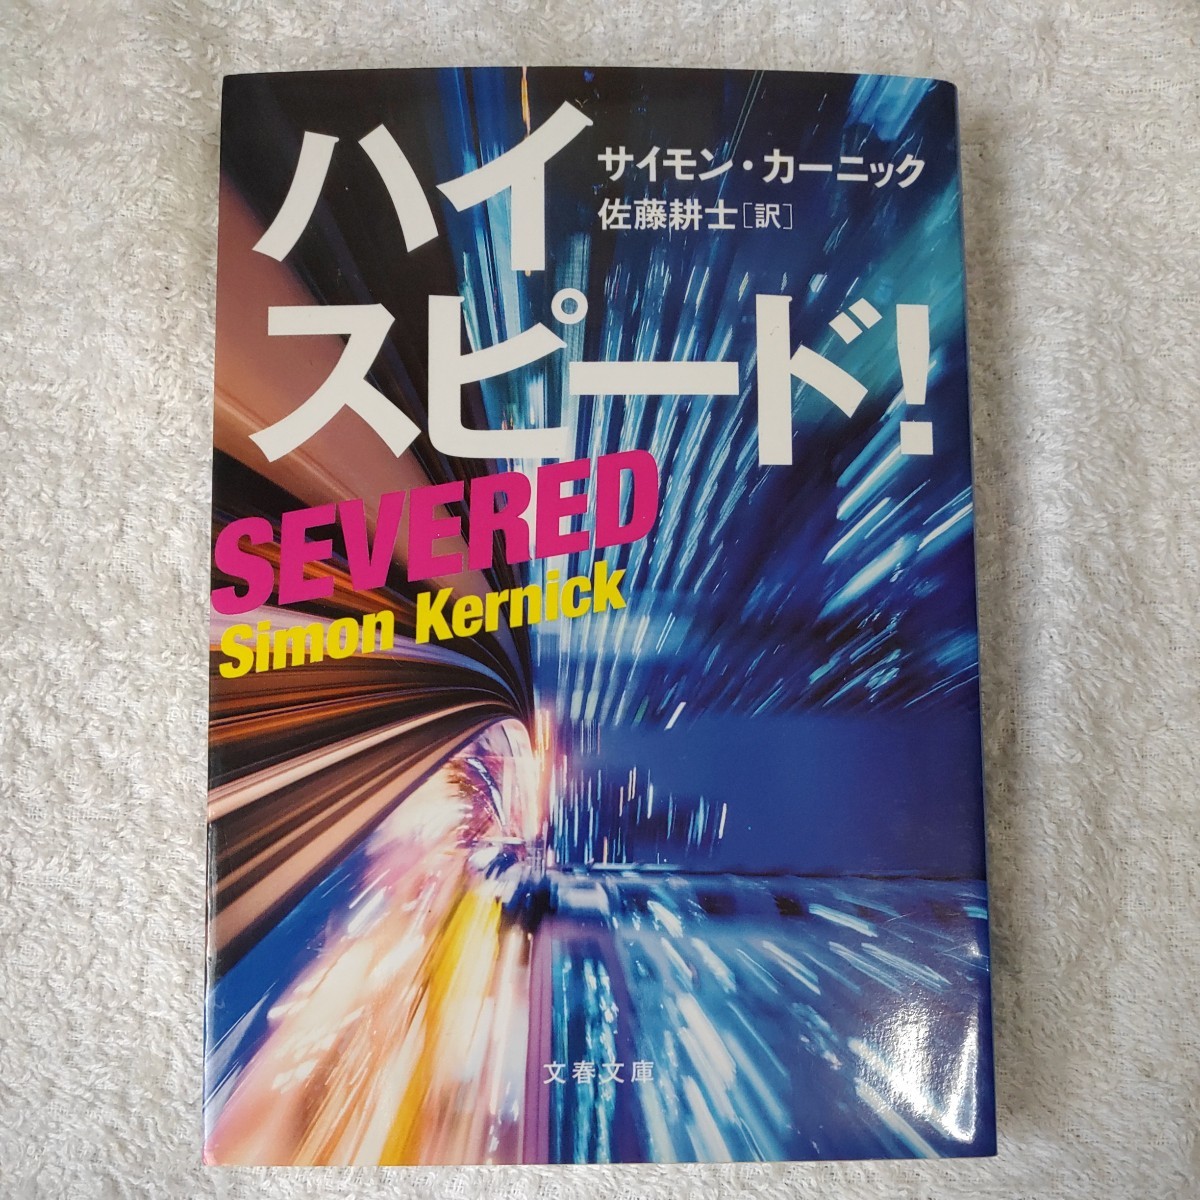 ハイ
スピード!
サイモン・カーニック
佐藤耕士[訳]
SEVERED
Simon Kernick
文春文庫